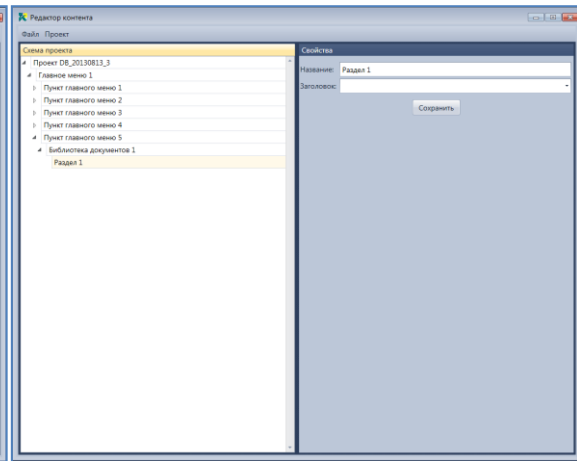 Редактор контента
Файл Проект
Схема проекта
Проект DB_20130813_3
Главное меню 1
Пункт главного меню 1
Пункт главного меню 2
Пункт главного меню 3
Пункт главного меню 4
Пункт главного меню 5
Библиотека документов 1
Раздел 1
Свойства
Название: Раздел 1
Заголовок:
Сохранить